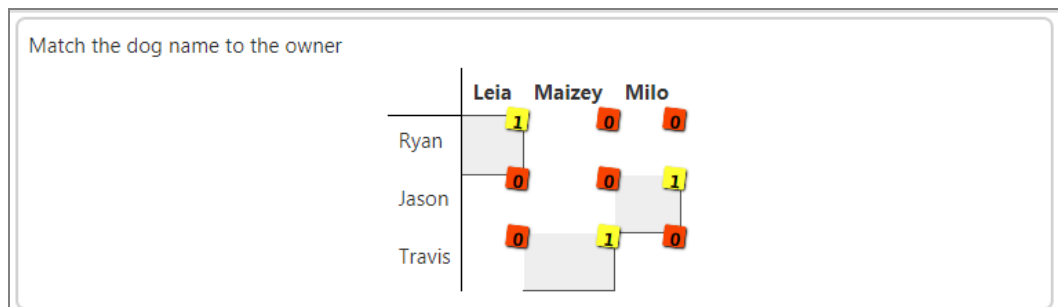 Match the dog name to the owner
Leia Maizey Milo
1 0 0
Ryan
0 0 1
Jason
0 1 0
Travis